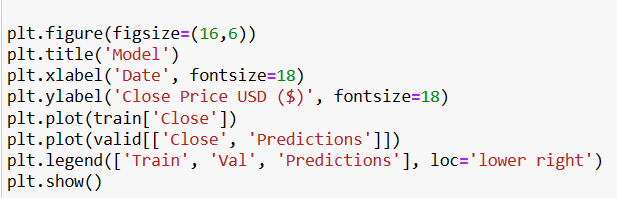 plt.figure(figsize=(16,6))
plt.title('Model')
plt.xlabel('Date', fontsize=18)
plt.ylabel('Close Price USD ($)', fontsize=18)
plt.plot(train['Close'])
plt.plot(valid[['Close', 'Predictions']])
plt.legend(['Train', 'Val', 'Predictions'], loc='lower right')
plt.show()